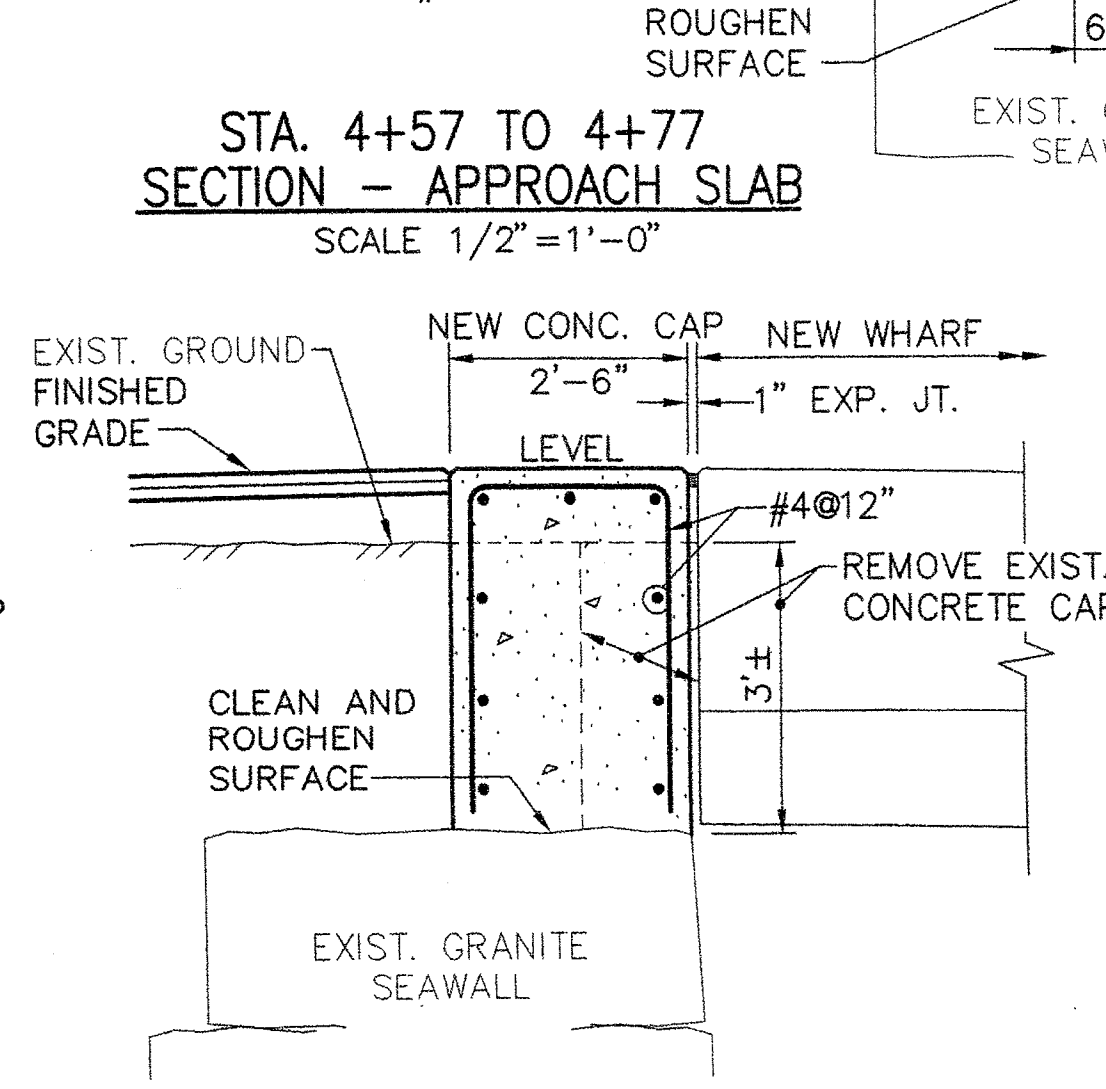 ROUGHEN
SURFACE
6
EXIST.
STA. 4+57 TO 4+77
SECTION - APPROACH SLAB
SCALE 1/2"=1'-0"
NEW CONC. CAP
NEW WHARF
EXIST. GROUND
FINISHED
GRADE
2'-6"
1" EXP. JT.
LEVEL
#4@12"
REMOVE EXIST.
CONCRETE CAP
3'±
CLEAN AND
ROUGHEN
SURFACE
EXIST. GRANITE
SEAWALL